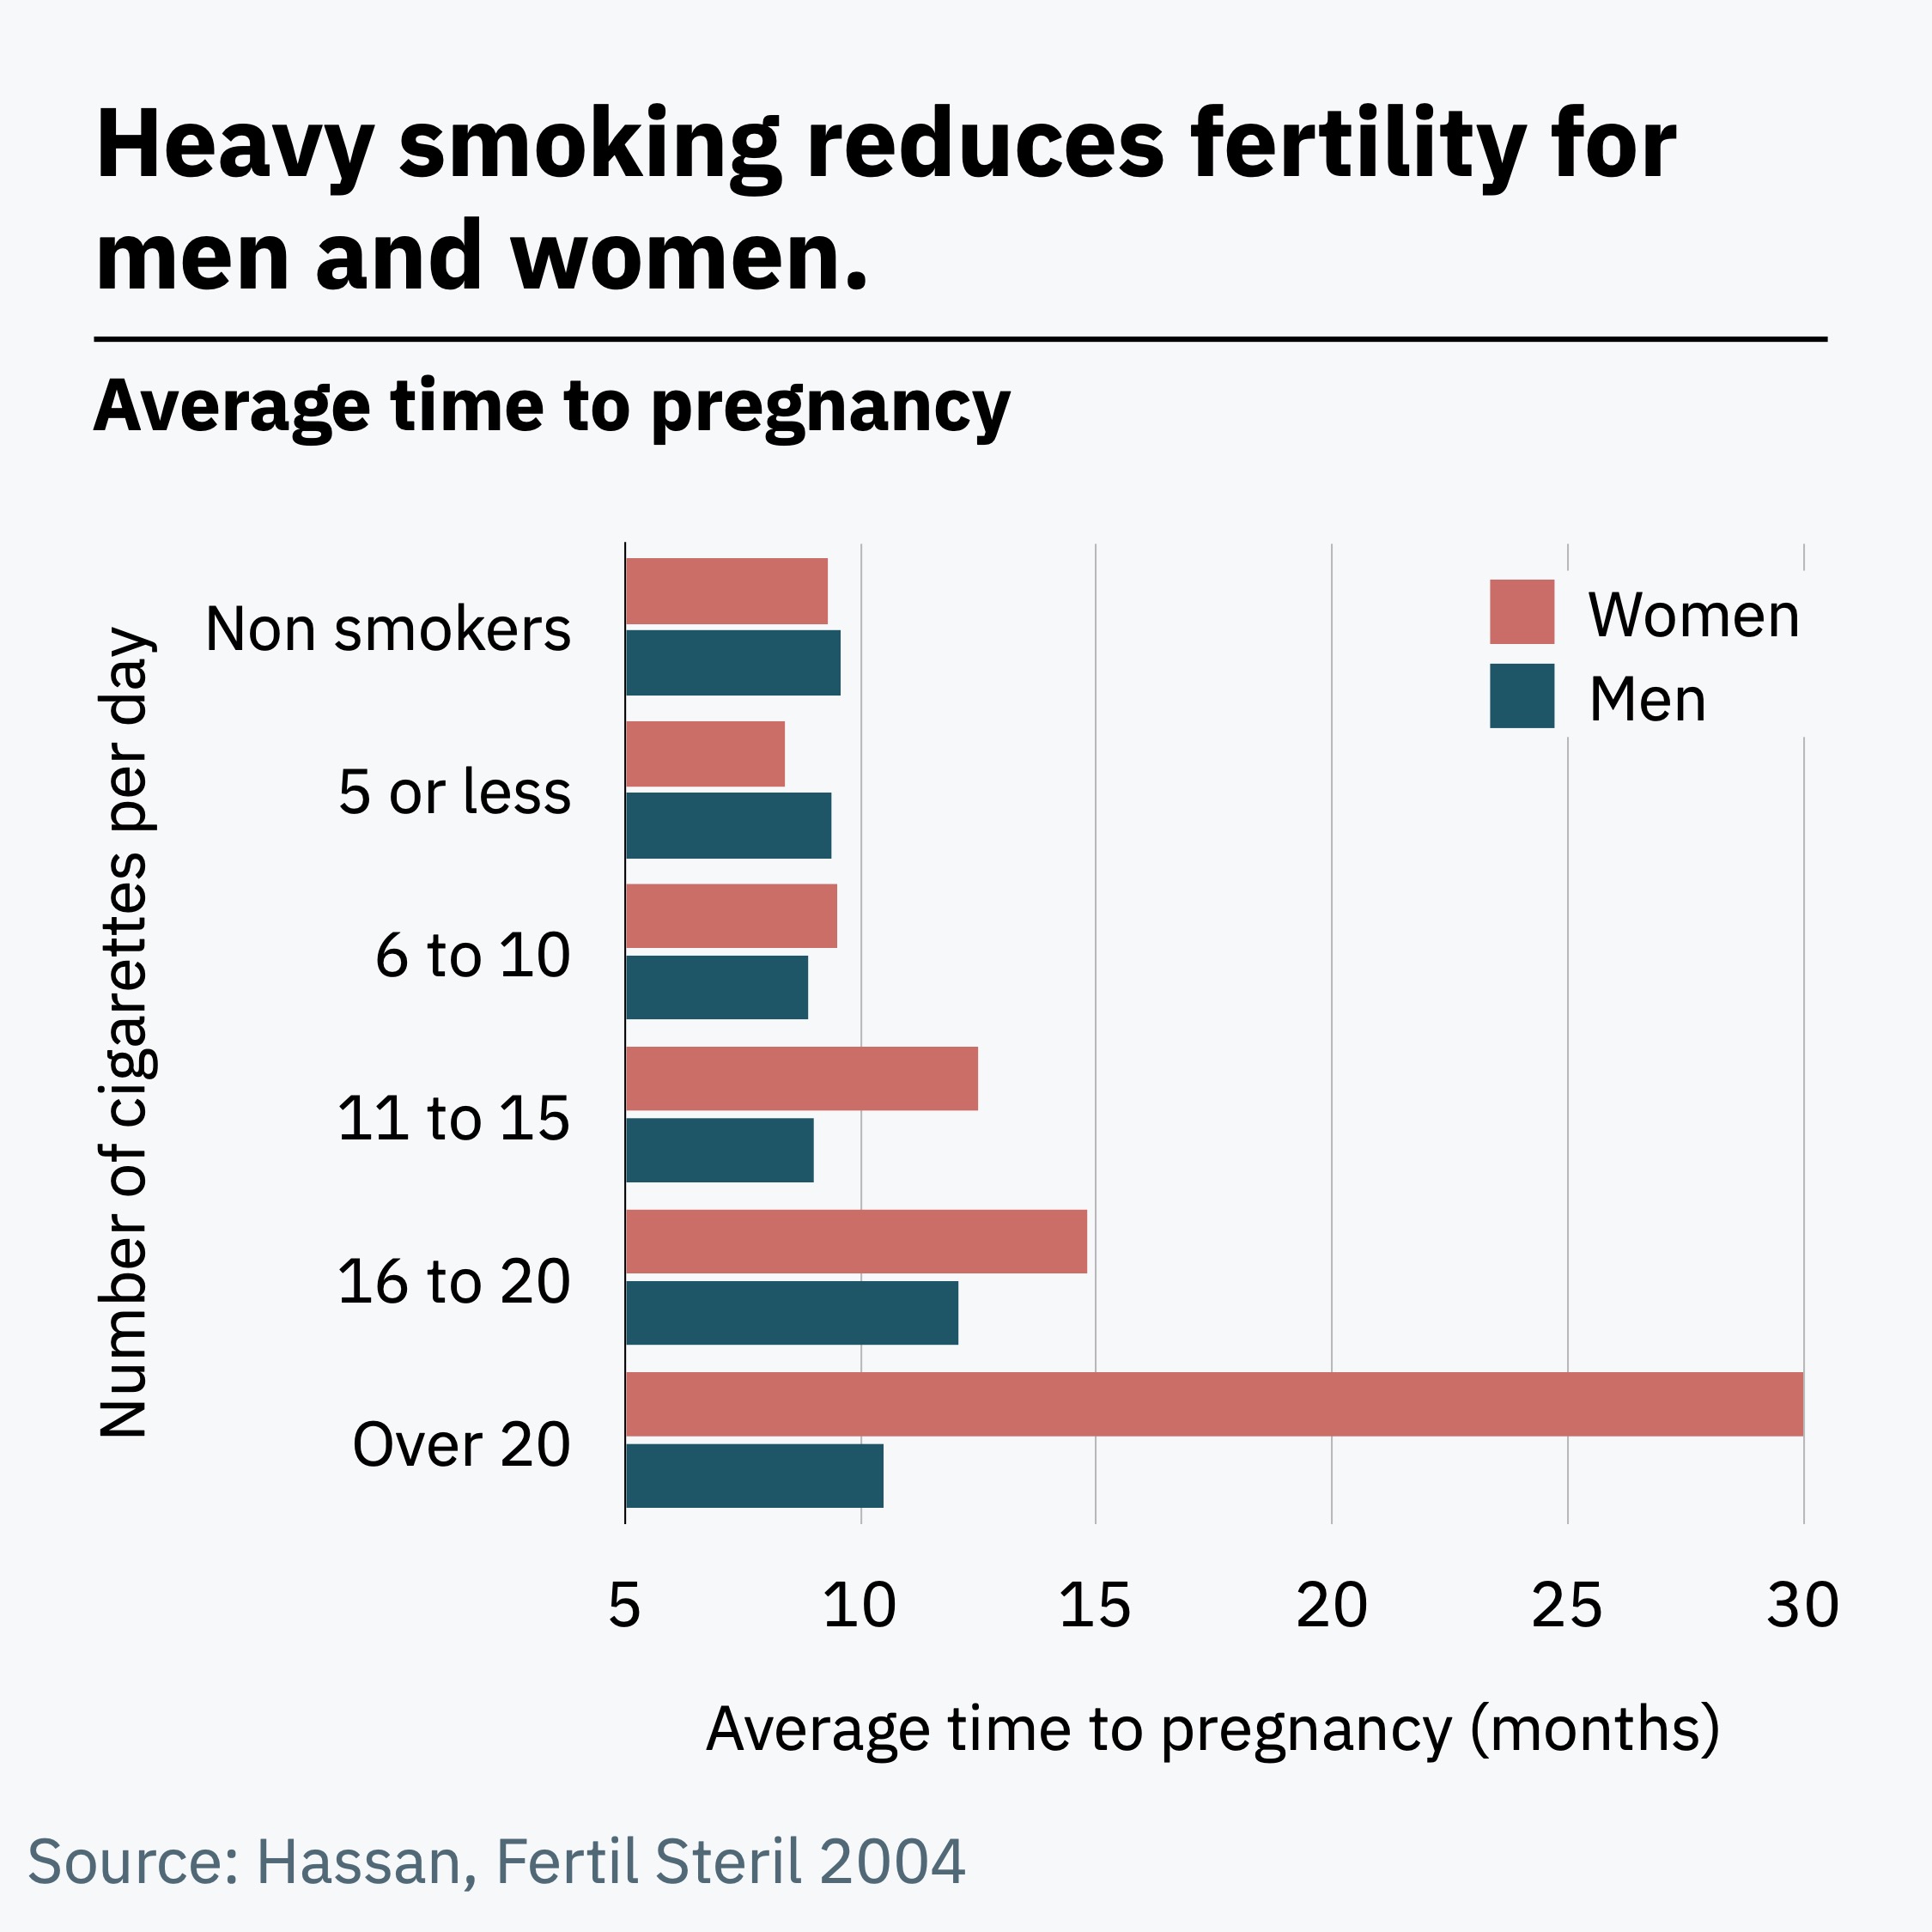 Heavy smoking reduces fertility for
men and women.
Average time to pregnancy
Women
Men
Number of cigarettes per day
Non smokers
5 or less
6 to 10
11 to 15
16 to 20
Over 20
5 10 15 20 25 30
Average time to pregnancy (months)
Source: Hassan, Fertil Steril 2004